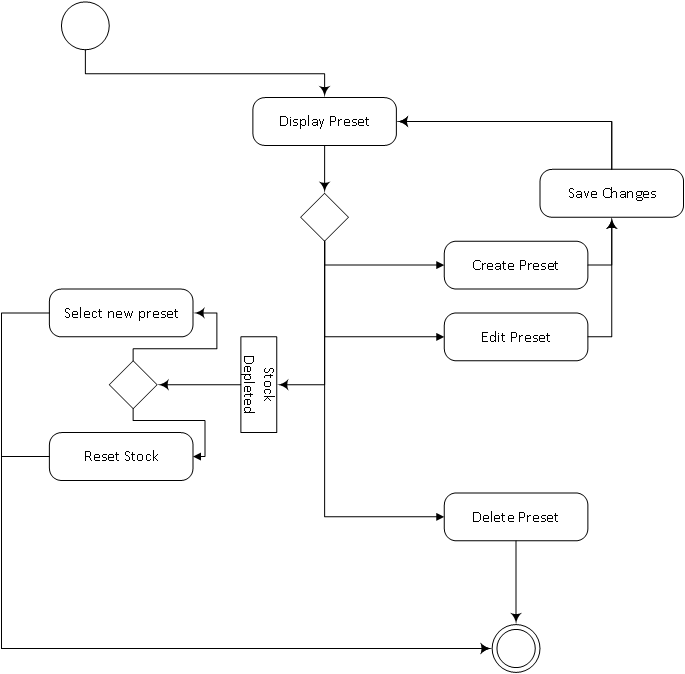 Display Preset
Save Changes
Create Preset
Select new preset
Edit Preset
Stock
Depleted
Reset Stock
Delete Preset